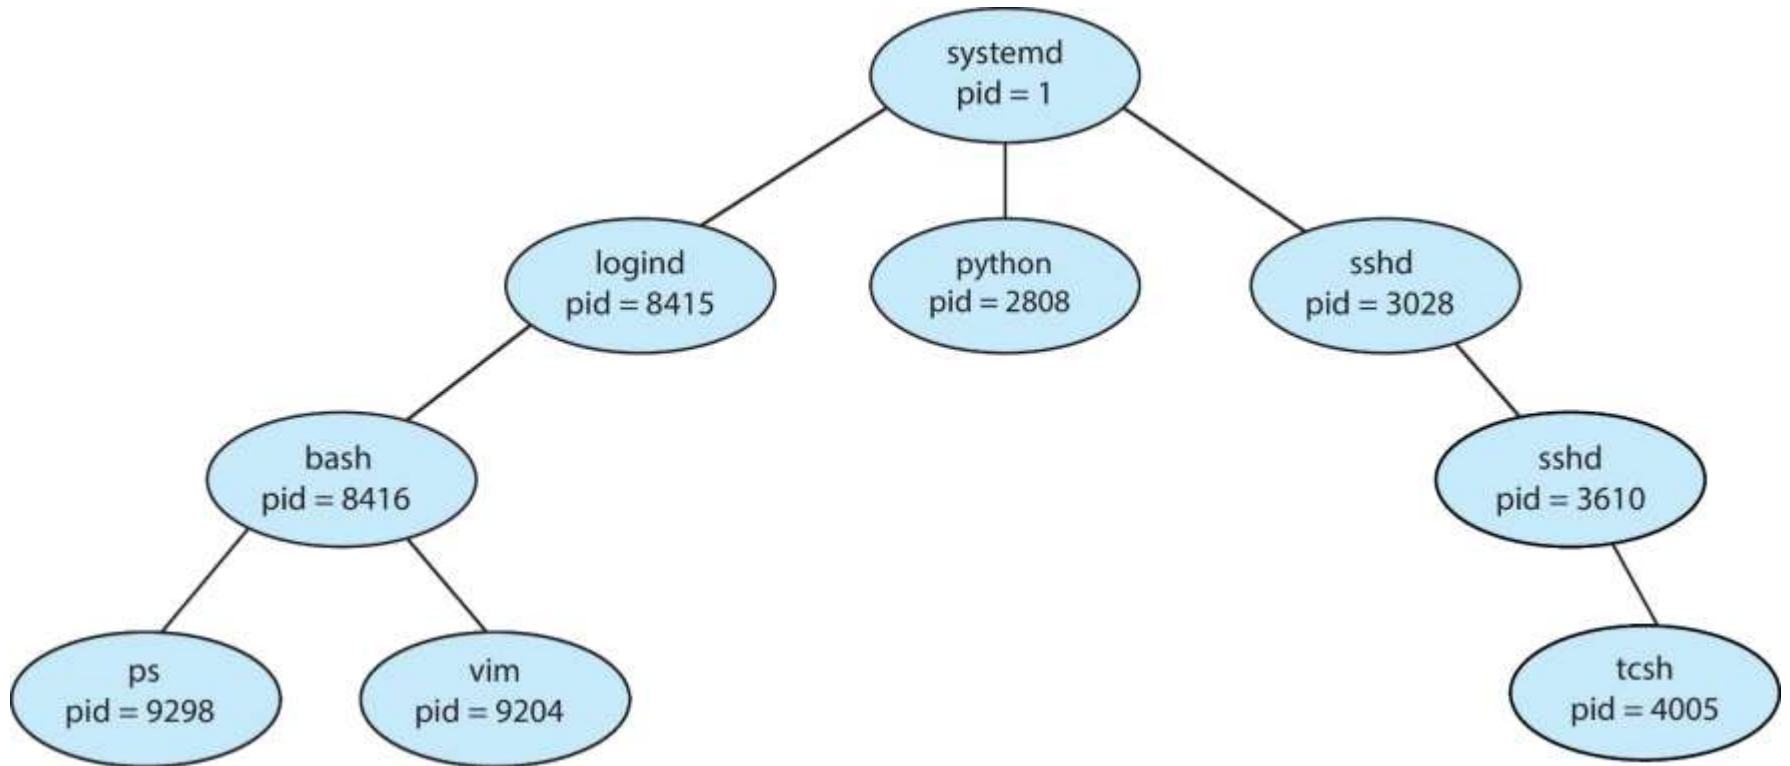 systemd
pid = 1
logind
pid = 8415
python
pid = 2808
sshd
pid = 3028
bash
pid = 8416
sshd
pid = 3610
ps
pid = 9298
vim
pid = 9204
tcsh
pid = 4005